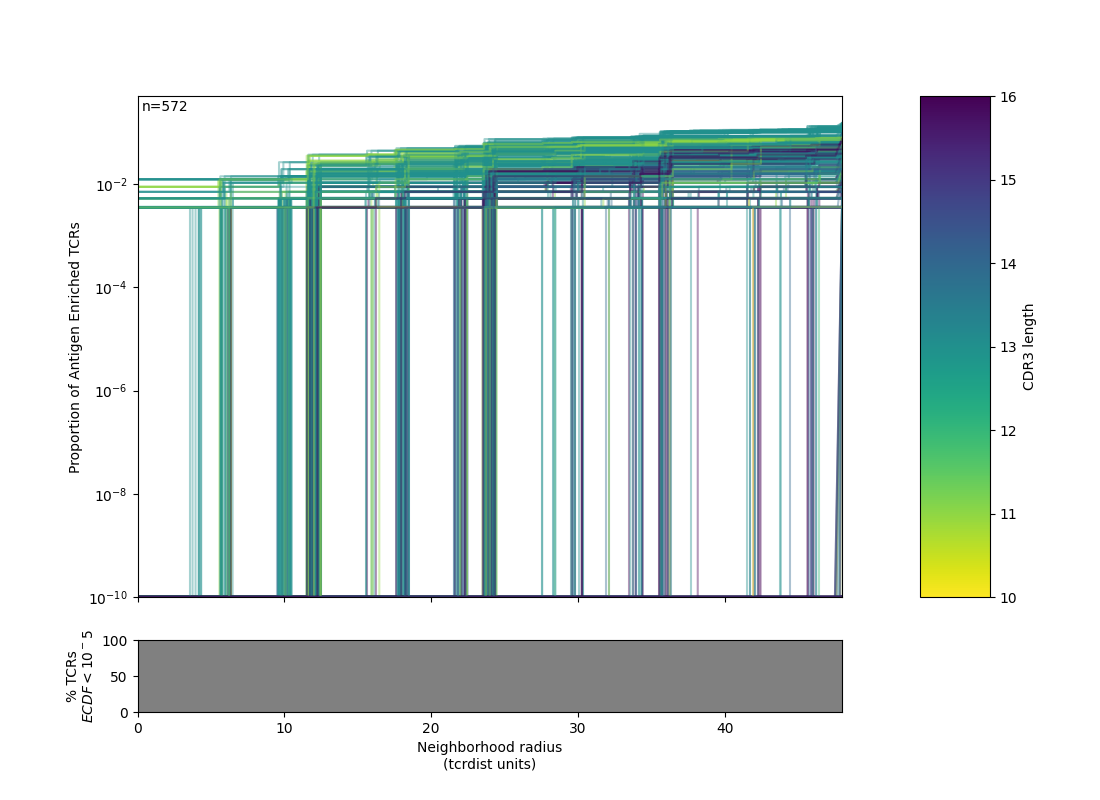 n=572
Proportion of Antigen Enriched TCRs
10⁻²
10⁻⁴
10⁻⁶
10⁻⁸
10⁻¹⁰
16
15
14
13
12
11
10
CDR3 length
% TCRs
ECDF < 10⁻ 5
100
50
0
0
10
20
30
40
Neighborhood radius
(tcrdist units)